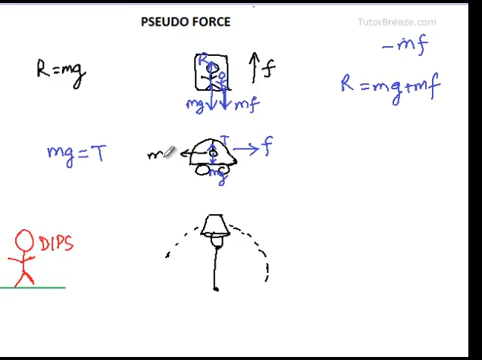 PSEUDO FORCE
TutorBreeze.com
-mf
R = mg
R
f
R = mg + mf
mg
mf
mg = T
m
T
f
mg
DIPS